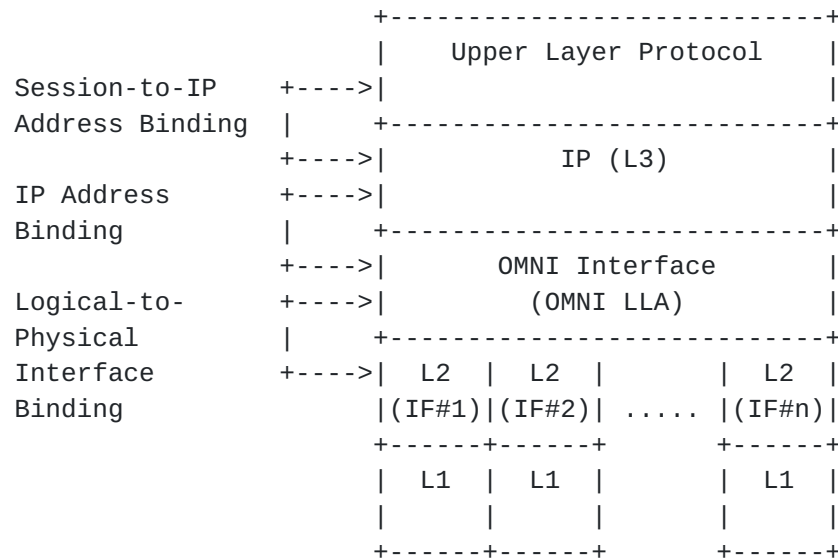 +----------------------------+
                        |    Upper Layer Protocol    |
Session-to-IP    +---->|                            |
Address Binding  |     +----------------------------+
                 +---->|           IP (L3)          |
IP Address       +---->|                            |
Binding          |     +----------------------------+
                 +---->|       OMNI Interface       |
Logical-to-      +---->|         (OMNI LLA)         |
Physical         |     +----------------------------+
Interface        +---->|  L2  |  L2  |       |  L2  |
Binding                |(IF#1)|(IF#2)| ..... |(IF#n)|
                       +------+------+       +------+
                       |  L1  |  L1  |       |  L1  |
                       |      |      |       |      |
                       +------+------+       +------+